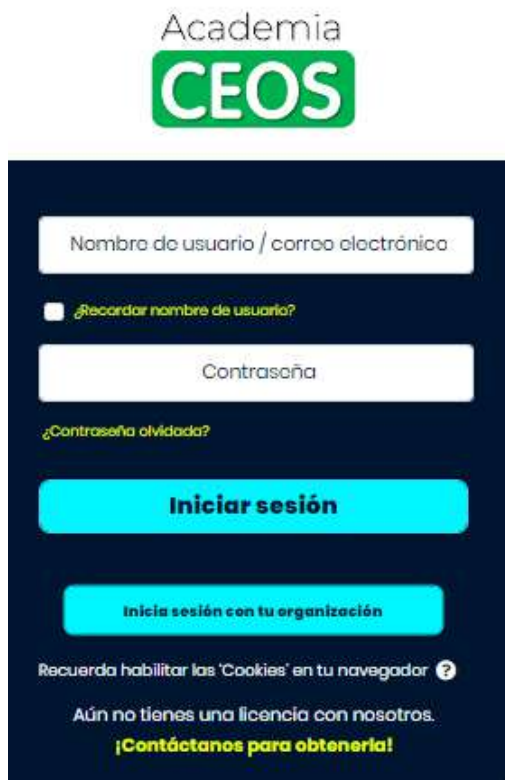 Academia
CEOS
Nombre de usuario / correo electrónico
¿Recordar nombre de usuario?
Contraseña
¿Contraseña olvidada?
Iniciar sesión
Inicia sesión con tu organización
Recuerda habilitar las 'Cookies' en tu navegador ?
Aún no tienes una licencia con nosotros.
¡Contáctanos para obtenerla!